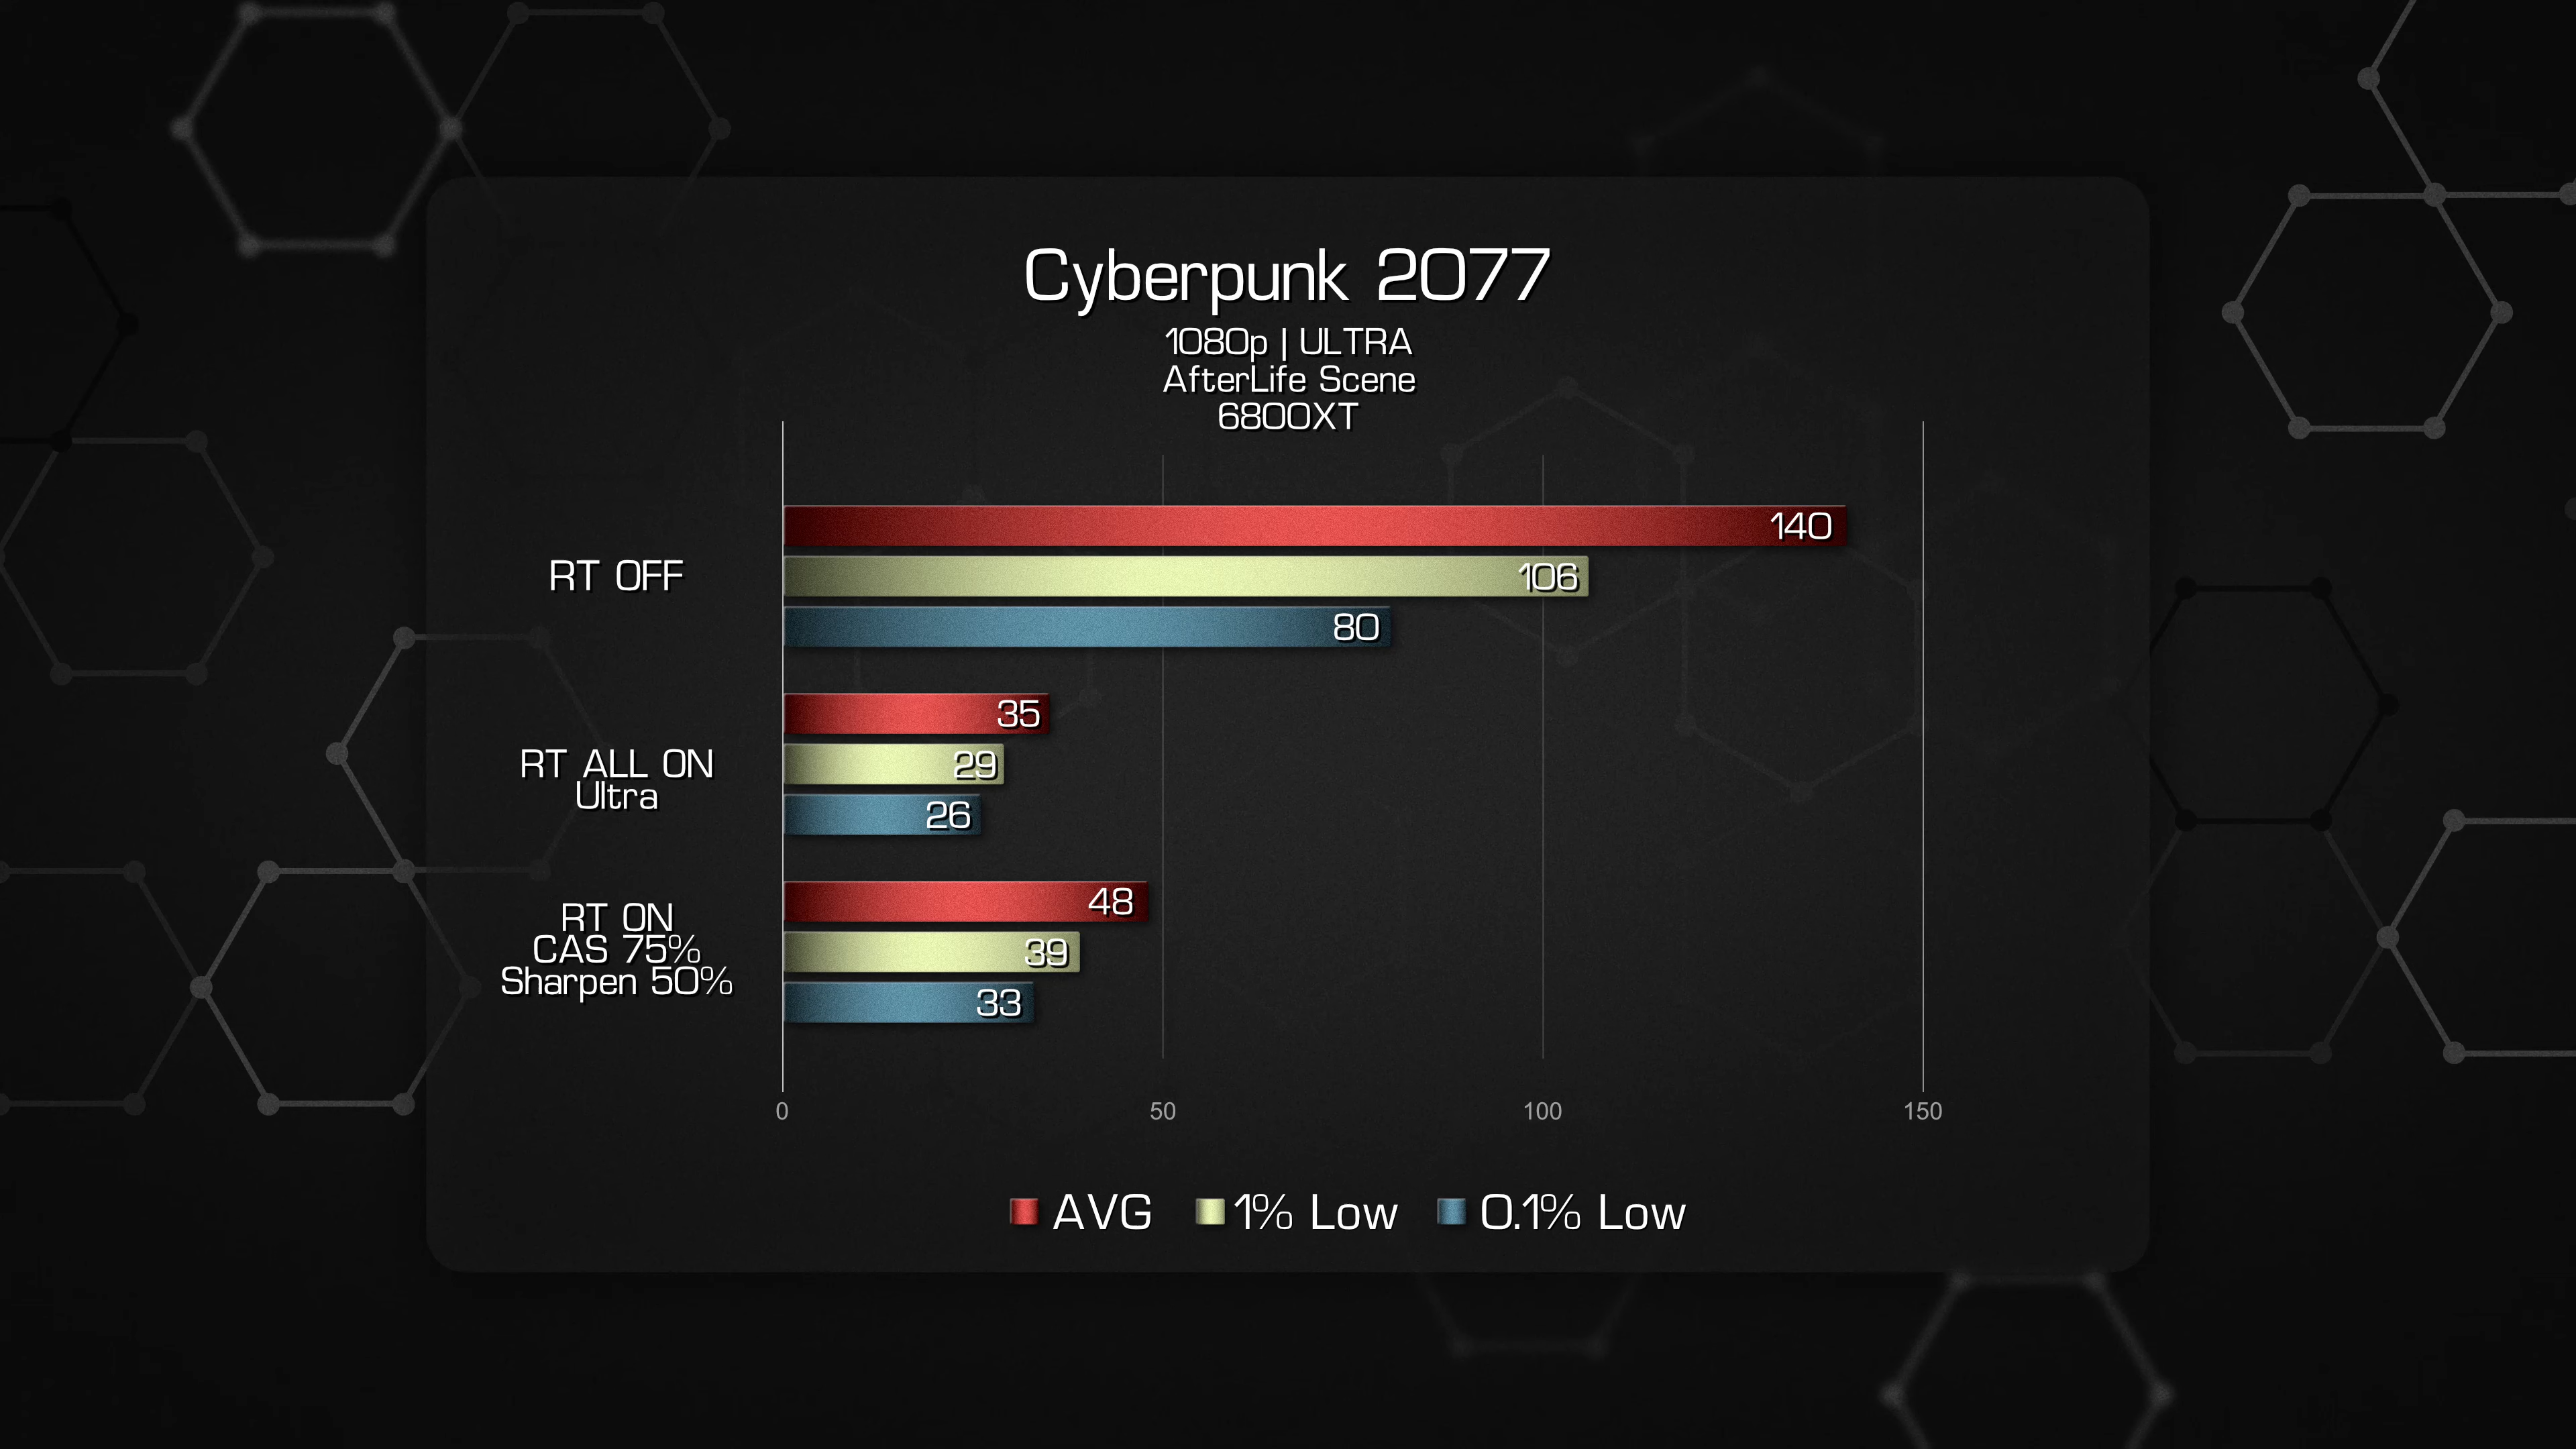 Cyberpunk 2077
1080p | ULTRA
AfterLife Scene
6800XT
RT OFF
140
106
80
RT ALL ON
Ultra
35
29
26
RT ON
CAS 75%
Sharpen 50%
48
39
33
0 50 100 150
AVG 1% Low 0.1% Low